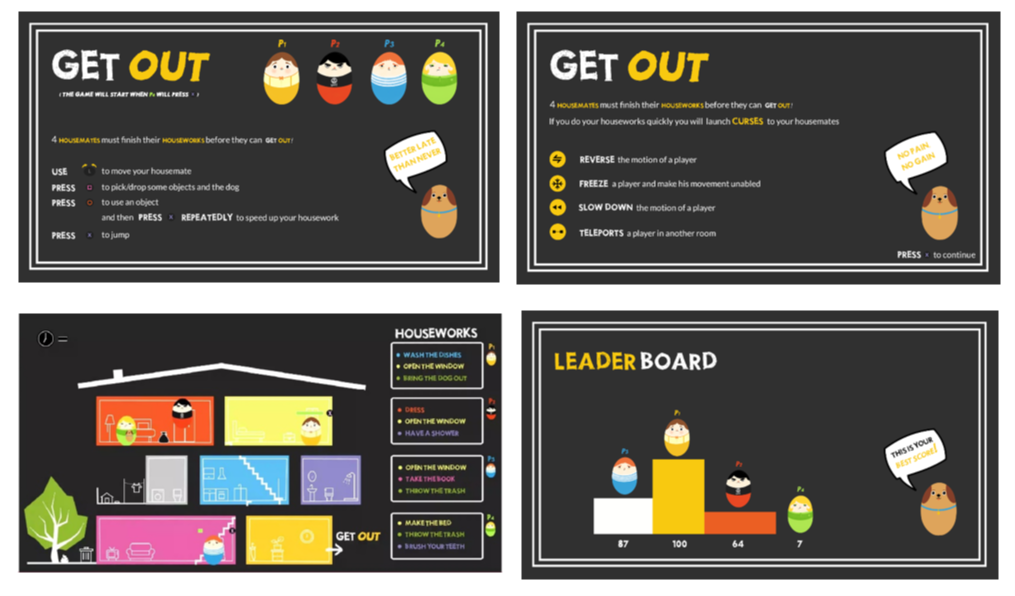 GET OUT
( THE GAME WILL START WHEN P1 WILL PRESS )
P1 P2 P3 P4
4 HOUSEMATES must finish their HOUSEWORKS before they can GET OUT!
USE to move your housemate
PRESS to pick/drop some objects and the dog
PRESS to use an object
and then PRESS REPEATEDLY to speed up your housework
PRESS to jump
BETTER LATE
THAN NEVER
GET OUT
4 HOUSEMATES must finish their HOUSEWORKS before they can GET OUT!
If you do your houseworks quickly you will launch CURSES to your housemates
REVERSE the motion of a player
FREEZE a player and make his movement unabled
SLOW DOWN the motion of a player
TELEPORTS a player in another room
NO PAIN
NO GAIN
PRESS to continue
HOUSEWORKS
P1
WASH THE DISHES
OPEN THE WINDOW
BRING THE DOG OUT
P2
DRESS
OPEN THE WINDOW
HAVE A SHOWER
P3
OPEN THE WINDOW
TAKE THE BOOK
THROW THE TRASH
P4
MAKE THE BED
THROW THE TRASH
BRUSH YOUR TEETH
GET OUT
LEADERBOARD
P3 P1 P2 P4
87 100 64 7
THIS IS YOUR
BEST SCORE!